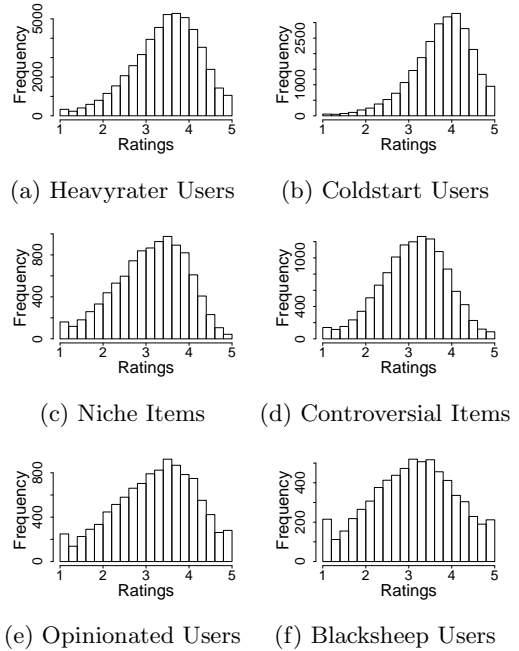 Frequency
0
2000
5000
1 2 3 4 5
Ratings
(a) Heavyrater Users
Frequency
0
1000
2500
1 2 3 4 5
Ratings
(b) Coldstart Users
Frequency
0
400
800
1 2 3 4 5
Ratings
(c) Niche Items
Frequency
0
400
1000
1 2 3 4 5
Ratings
(d) Controversial Items
Frequency
0
400
800
1 2 3 4 5
Ratings
(e) Opinionated Users
Frequency
0
200
400
1 2 3 4 5
Ratings
(f) Blacksheep Users